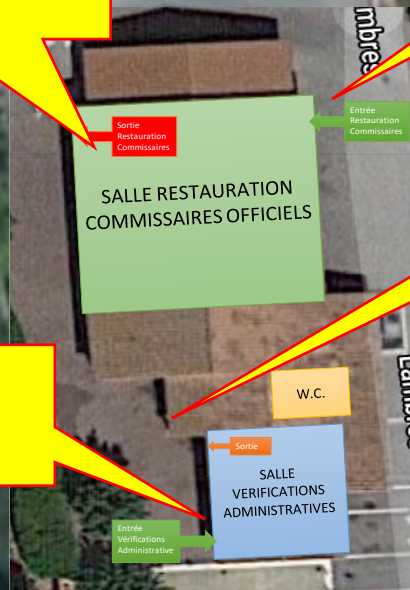 mbres
Sortie
Restauration
Commissaires
Entrée
Restauration
Commissaires
SALLE RESTAURATION
COMMISSAIRES OFFICIELS
W.C.
Sortie
SALLE
VERIFICATIONS
ADMINISTRATIVES
Entrée
Vérifications
Administrative